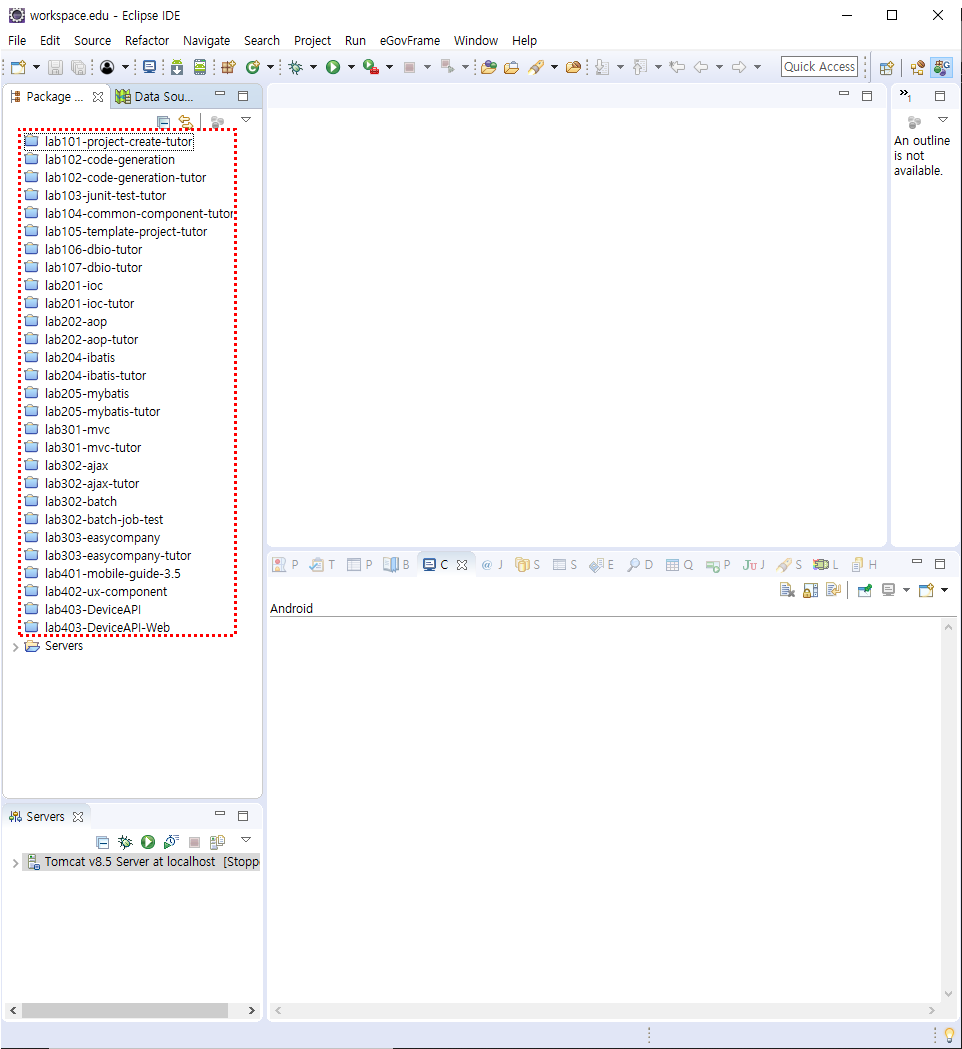 workspace.edu - Eclipse IDE
File Edit Source Refactor Navigate Search Project Run eGovFrame Window Help
Quick Access
Package ... Data Sou...
lab101-project-create-tutor
lab102-code-generation
lab102-code-generation-tutor
lab103-junit-test-tutor
lab104-common-component-tutor
lab105-template-project-tutor
lab106-dbio-tutor
lab107-dbio-tutor
lab201-ioc
lab201-ioc-tutor
lab202-aop
lab202-aop-tutor
lab204-ibatis
lab204-ibatis-tutor
lab205-mybatis
lab205-mybatis-tutor
lab301-mvc
lab301-mvc-tutor
lab302-ajax
lab302-ajax-tutor
lab302-batch
lab302-batch-job-test
lab303-easycompany
lab303-easycompany-tutor
lab401-mobile-guide-3.5
lab402-ux-component
lab403-DeviceAPI
lab403-DeviceAPI-Web
Servers
»1
An outline
is not
available.
P T P B C @ J S S E D Q P Ju J S L H
Android
Servers
Tomcat v8.5 Server at localhost [Stopp